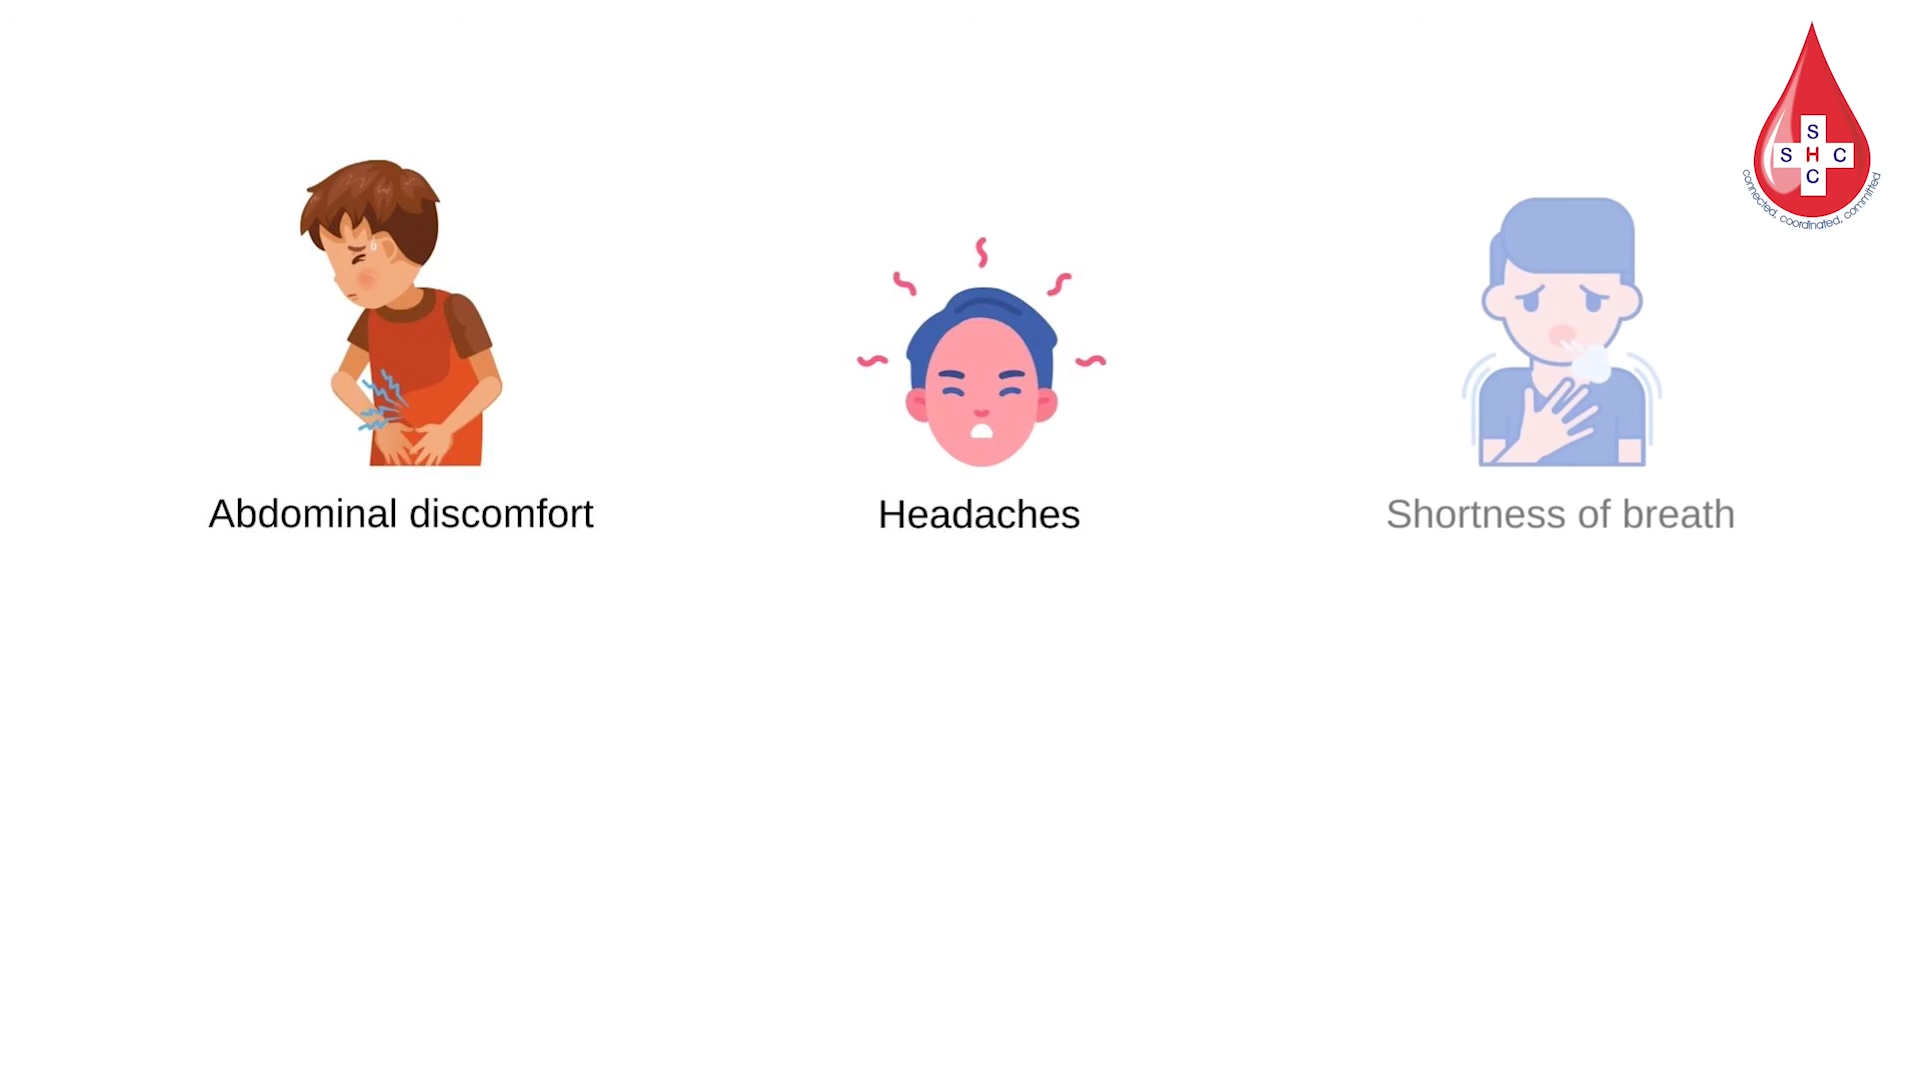 S
S H C
C
connected, coordinated, committed
Abdominal discomfort
Headaches
Shortness of breath